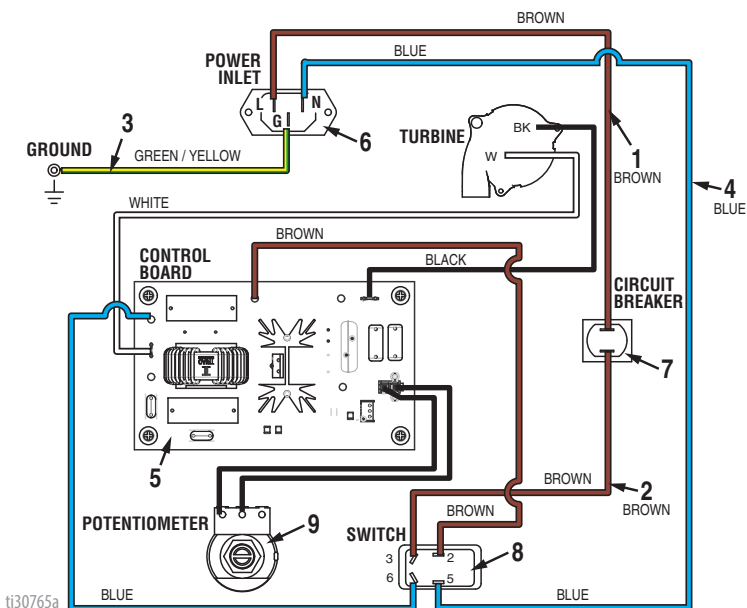 BROWN
BLUE
POWER
INLET
L
N
G
6
3
GROUND
GREEN / YELLOW
TURBINE
BK
W
1
BROWN
4
BLUE
WHITE
BROWN
BLACK
CONTROL
BOARD
CIRCUIT
BREAKER
7
5
2
BROWN
BROWN
BROWN
POTENTIOMETER
9
SWITCH
3
2
6
5
8
ti30765a
BLUE
BLUE